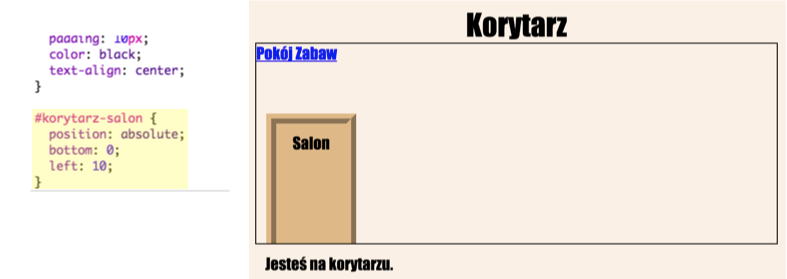 padding: 10px;
color: black;
text-align: center;
}
#korytarz-salon {
position: absolute;
bottom: 0;
left: 10;
}
Korytarz
Pokój Zabaw
Salon
Jesteś na korytarzu.